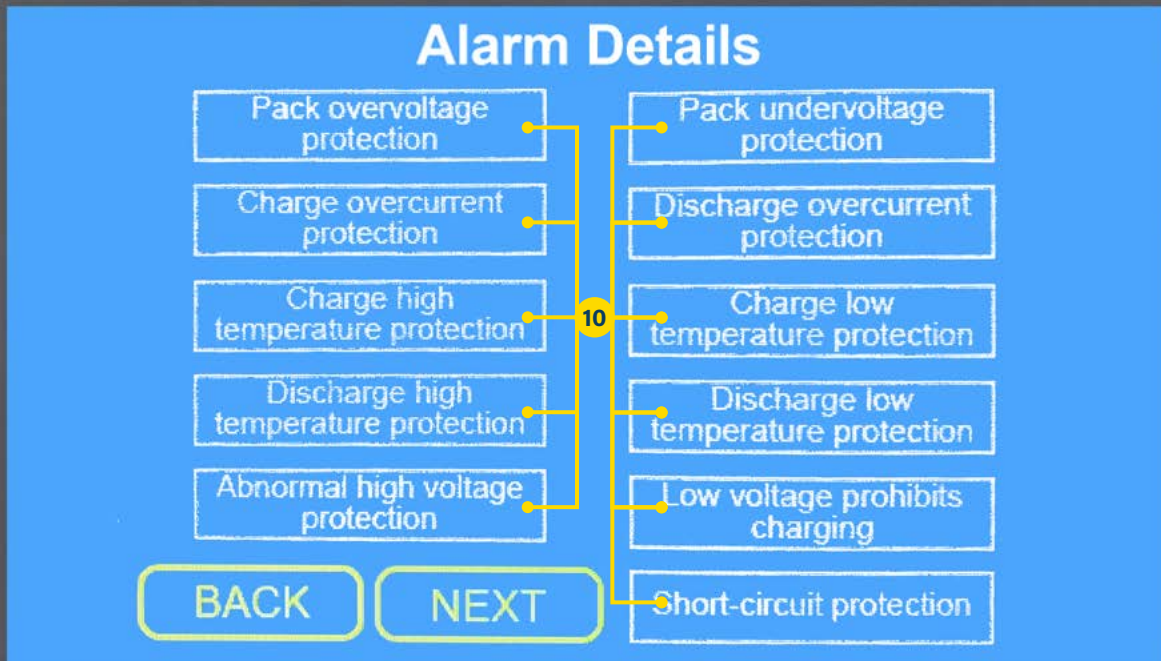 Alarm Details
Pack overvoltage
protection
Pack undervoltage
protection
Charge overcurrent
protection
Discharge overcurrent
protection
Charge high
temperature protection
10
Charge low
temperature protection
Discharge high
temperature protection
Discharge low
temperature protection
Abnormal high voltage
protection
Low voltage prohibits
charging
BACK
NEXT
Short-circuit protection